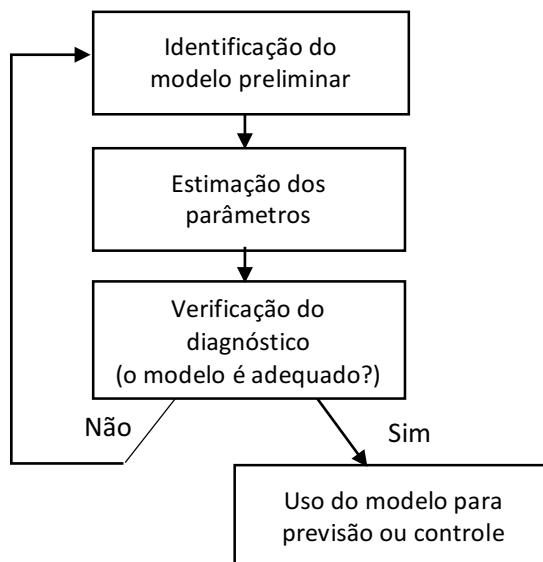 Identificação do
modelo preliminar
Estimação dos
parâmetros
Verificação do
diagnóstico
(o modelo é adequado?)
Não
Sim
Uso do modelo para
previsão ou controle